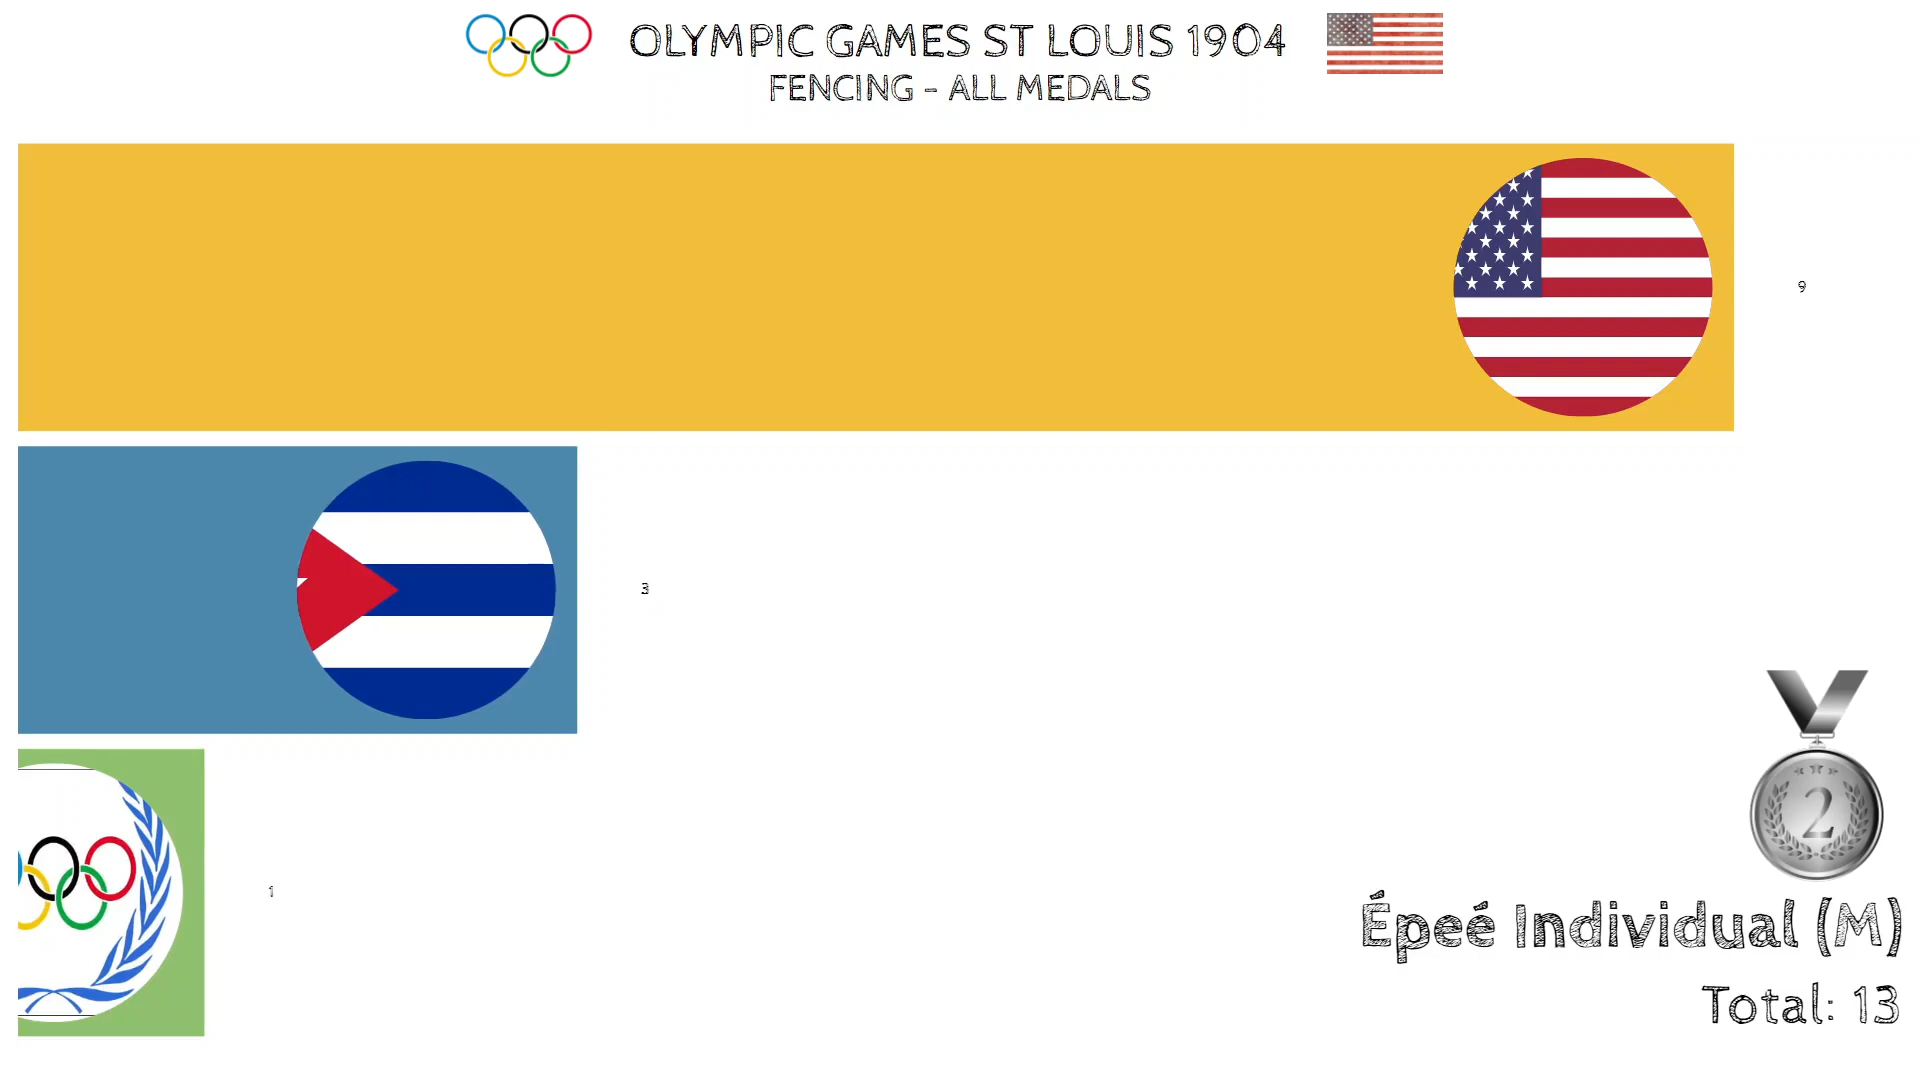 OLYMPIC GAMES ST LOUIS 1904
FENCING - ALL MEDALS
9
3
1
2
Épeé Individual (M)
Total: 13